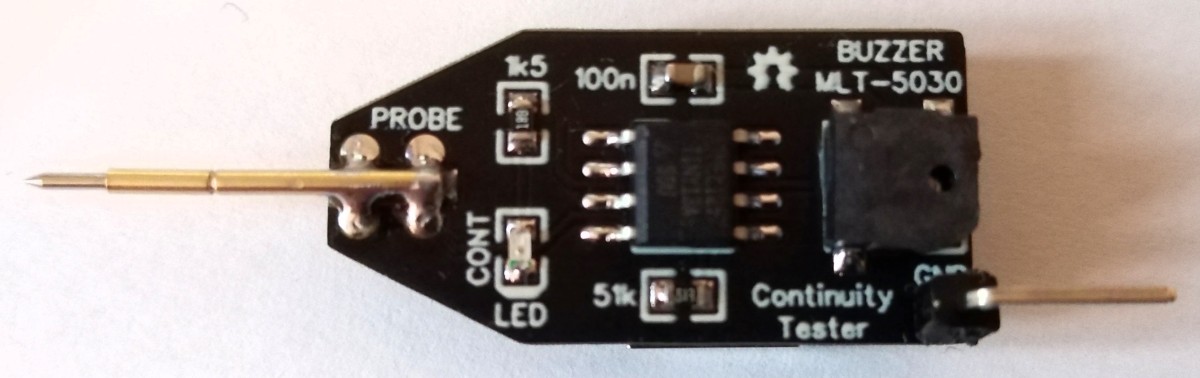 1k5
100n
BUZZER
MLT-5030
PROBE
CONT
LED
51k
Continuity
Tester
GND